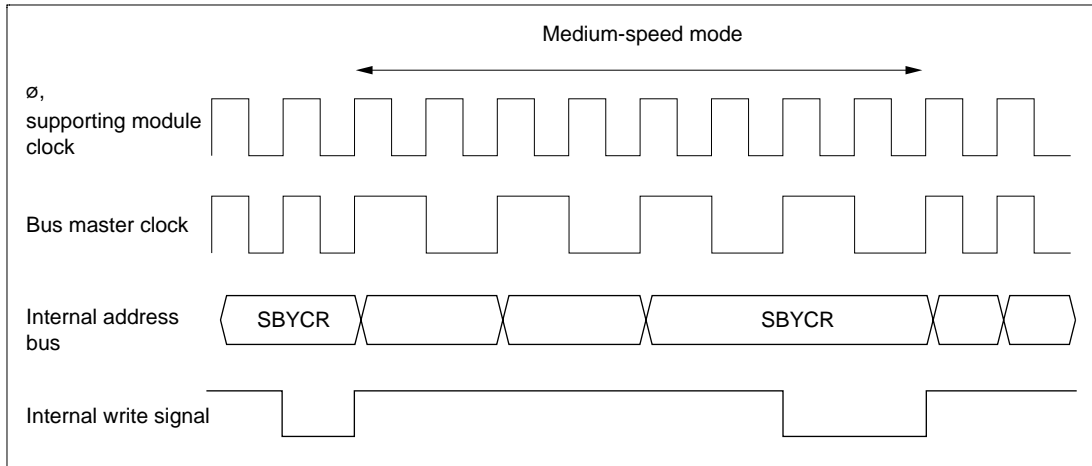 Medium-speed mode
ø,
supporting module
clock
Bus master clock
Internal address
bus
SBYCR
SBYCR
Internal write signal